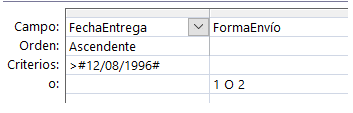 Campo: FechaEntrega FormaEnvío
Orden: Ascendente
Criterios: >#12/08/1996#
o: 1 O 2